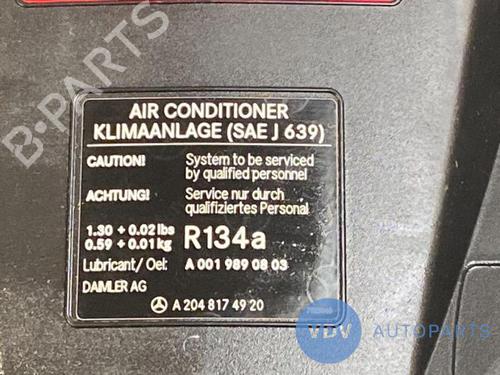 B-PARTS
AIR CONDITIONER
KLIMAANLAGE (SAE J 639)
CAUTION! System to be serviced
by qualified personnel
ACHTUNG! Service nur durch
qualifiziertes Personal
1.30 + 0.02 lbs
0.59 + 0.01 kg R134a
Lubricant/ Oel: A 001 989 08 03
DAIMLER AG
A 204 817 49 20
VDV AUTOPARTS